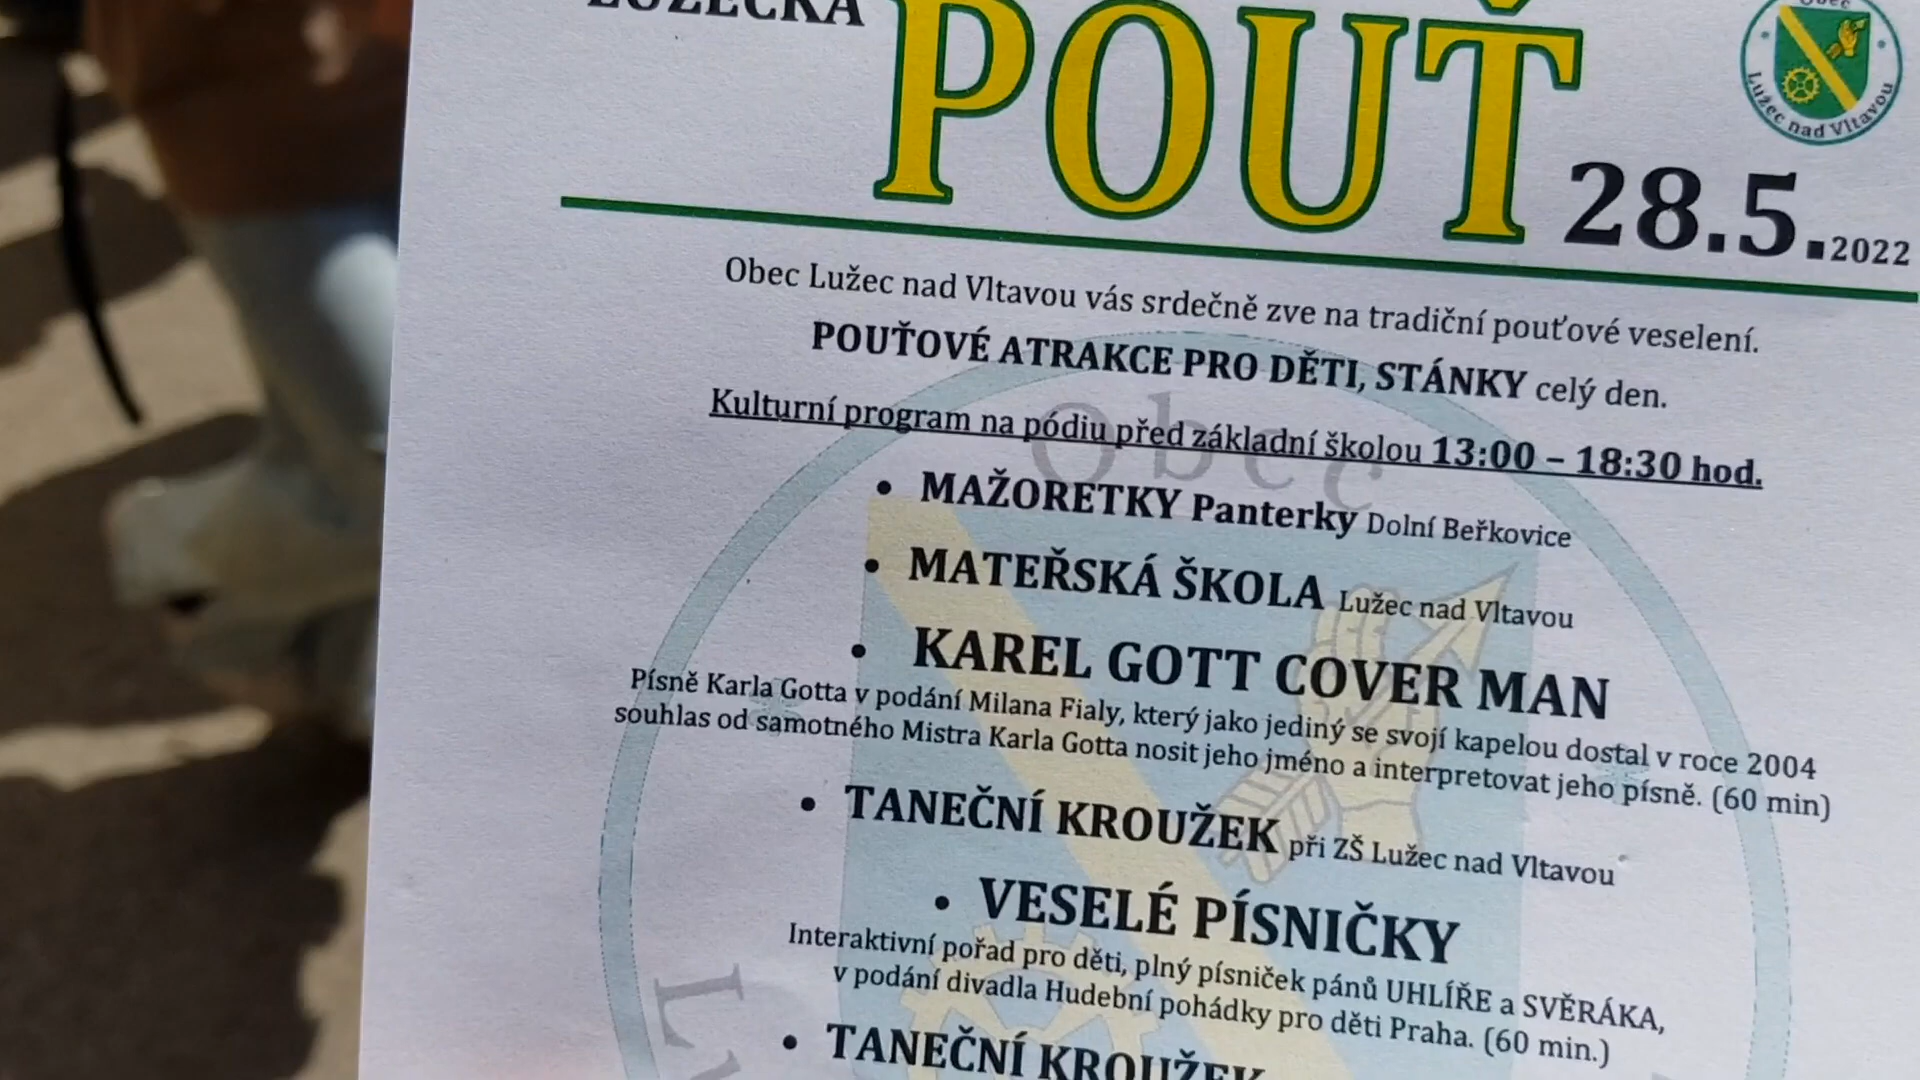 LUŽECKÁ
POUŤ
Obec
Lužec nad Vltavou
28.5.2022
Obec Lužec nad Vltavou vás srdečně zve na tradiční pouťové veselení.
POUŤOVÉ ATRAKCE PRO DĚTI, STÁNKY celý den.
Kulturní program na pódiu před základní školou 13:00 – 18:30 hod.
• MAŽORETKY Panterky Dolní Beřkovice
• MATEŘSKÁ ŠKOLA Lužec nad Vltavou
• KAREL GOTT COVER MAN
Písně Karla Gotta v podání Milana Fialy, který jako jediný se svojí kapelou dostal v roce 2004
souhlas od samotného Mistra Karla Gotta nosit jeho jméno a interpretovat jeho písně. (60 min)
• TANEČNÍ KROUŽEK při ZŠ Lužec nad Vltavou
• VESELÉ PÍSNIČKY
Interaktivní pořad pro děti, plný písniček pánů UHLÍŘE a SVĚRÁKA,
v podání divadla Hudební pohádky pro děti Praha. (60 min.)
• TANEČNÍ KROUŽEK
Obec